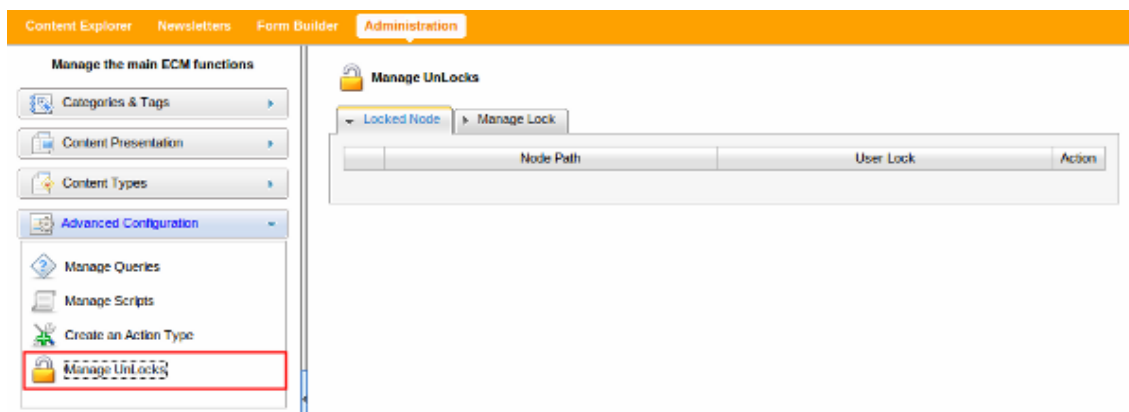 Content Explorer Newsletters Form Builder Administration
Manage the main ECM functions
Categories & Tags
Content Presentation
Content Types
Advanced Configuration
Manage Queries
Manage Scripts
Create an Action Type
Manage UnLocks
Manage UnLocks
Locked Node Manage Lock
Node Path User Lock Action